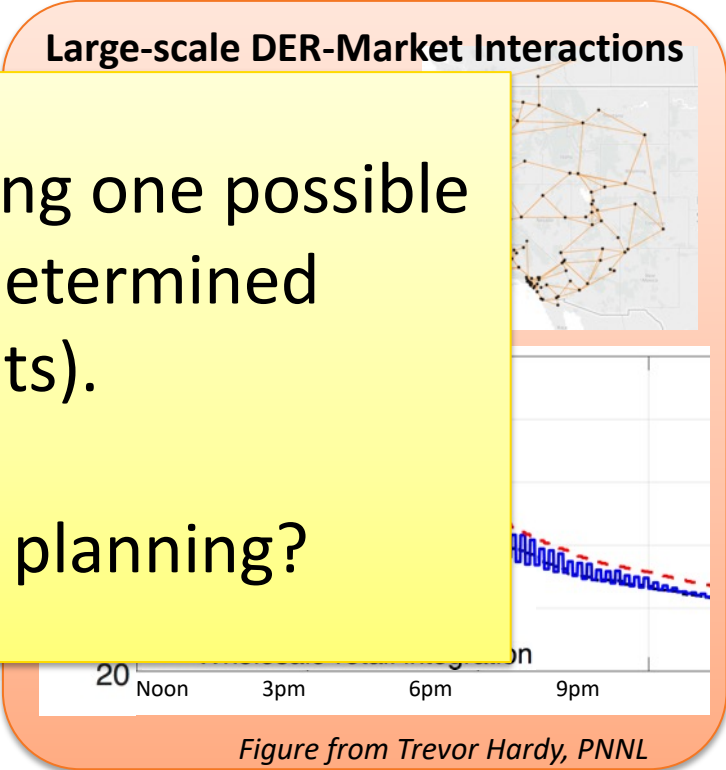 Large-scale DER-Market Interactions
ng one possible
etermined
ts).
planning?
20
Noon 3pm 6pm 9pm
Figure from Trevor Hardy, PNNL